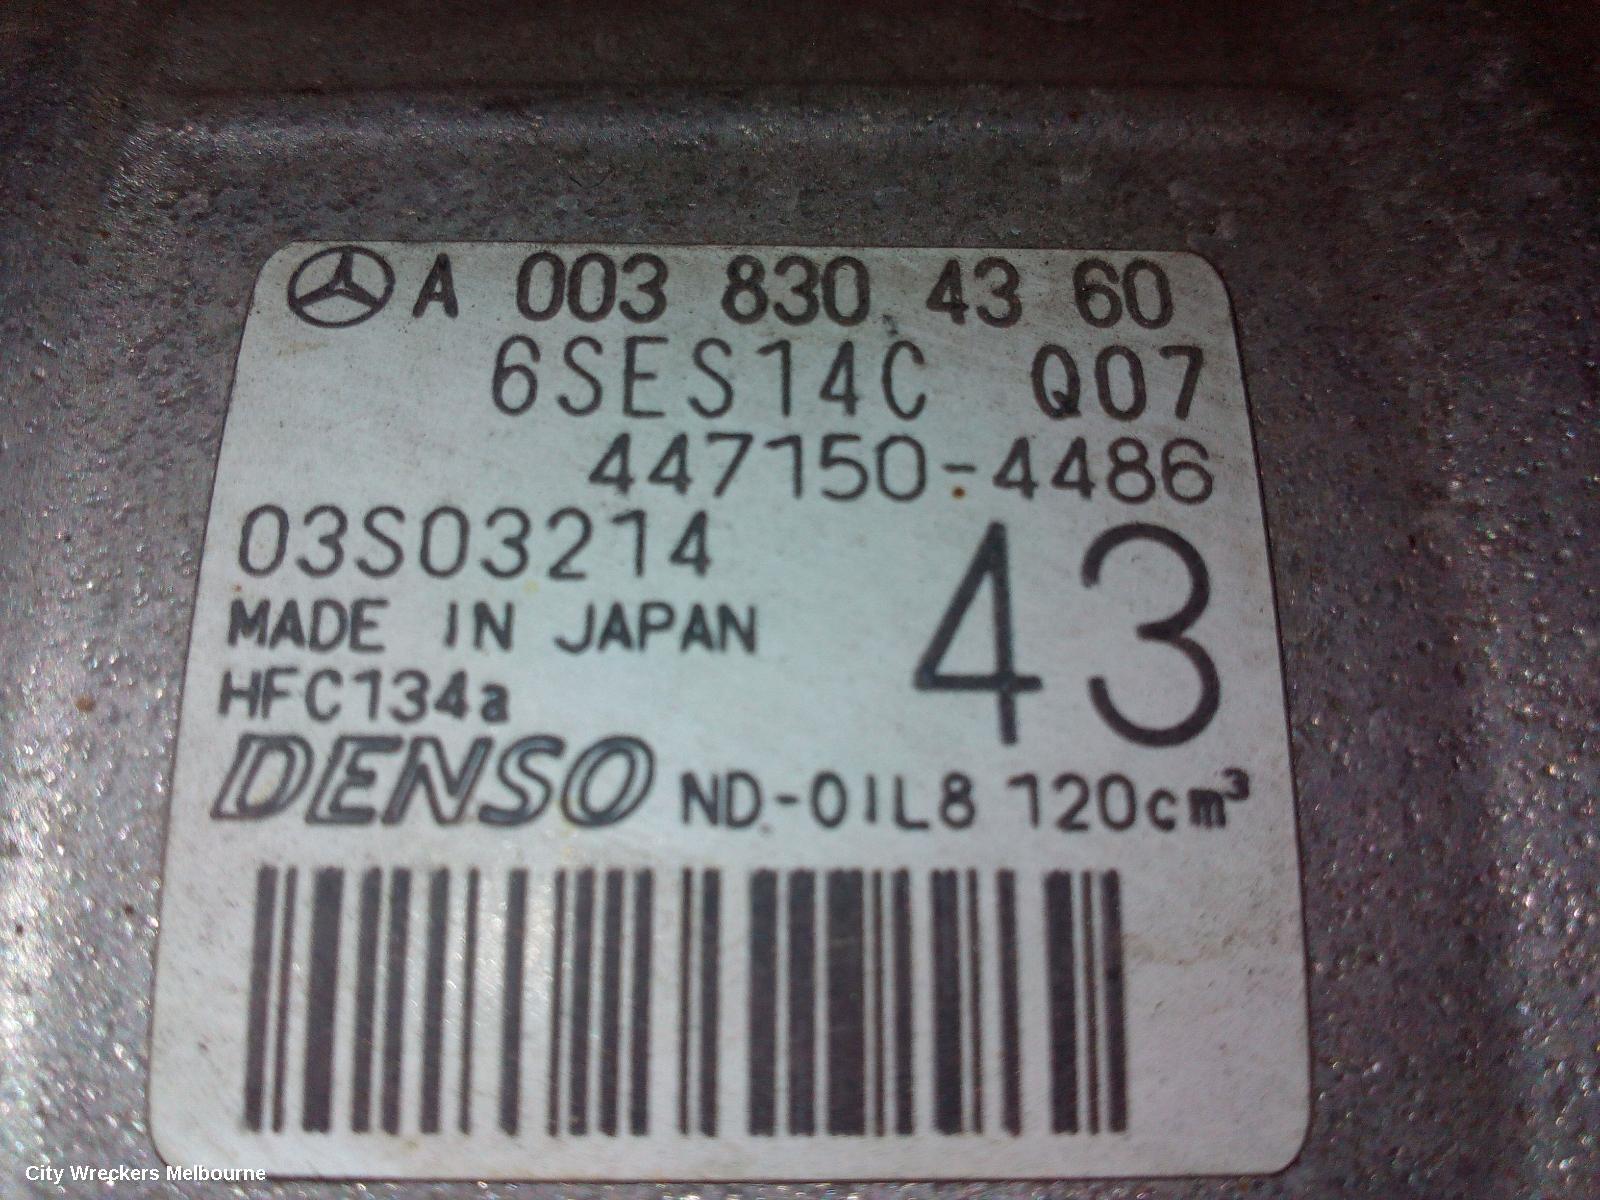 A 003 830 43 60
6SES14C Q07
447150-4486
03S03214
43
MADE IN JAPAN
HFC134a
DENSO ND-OIL8 120cm³
City Wreckers Melbourne